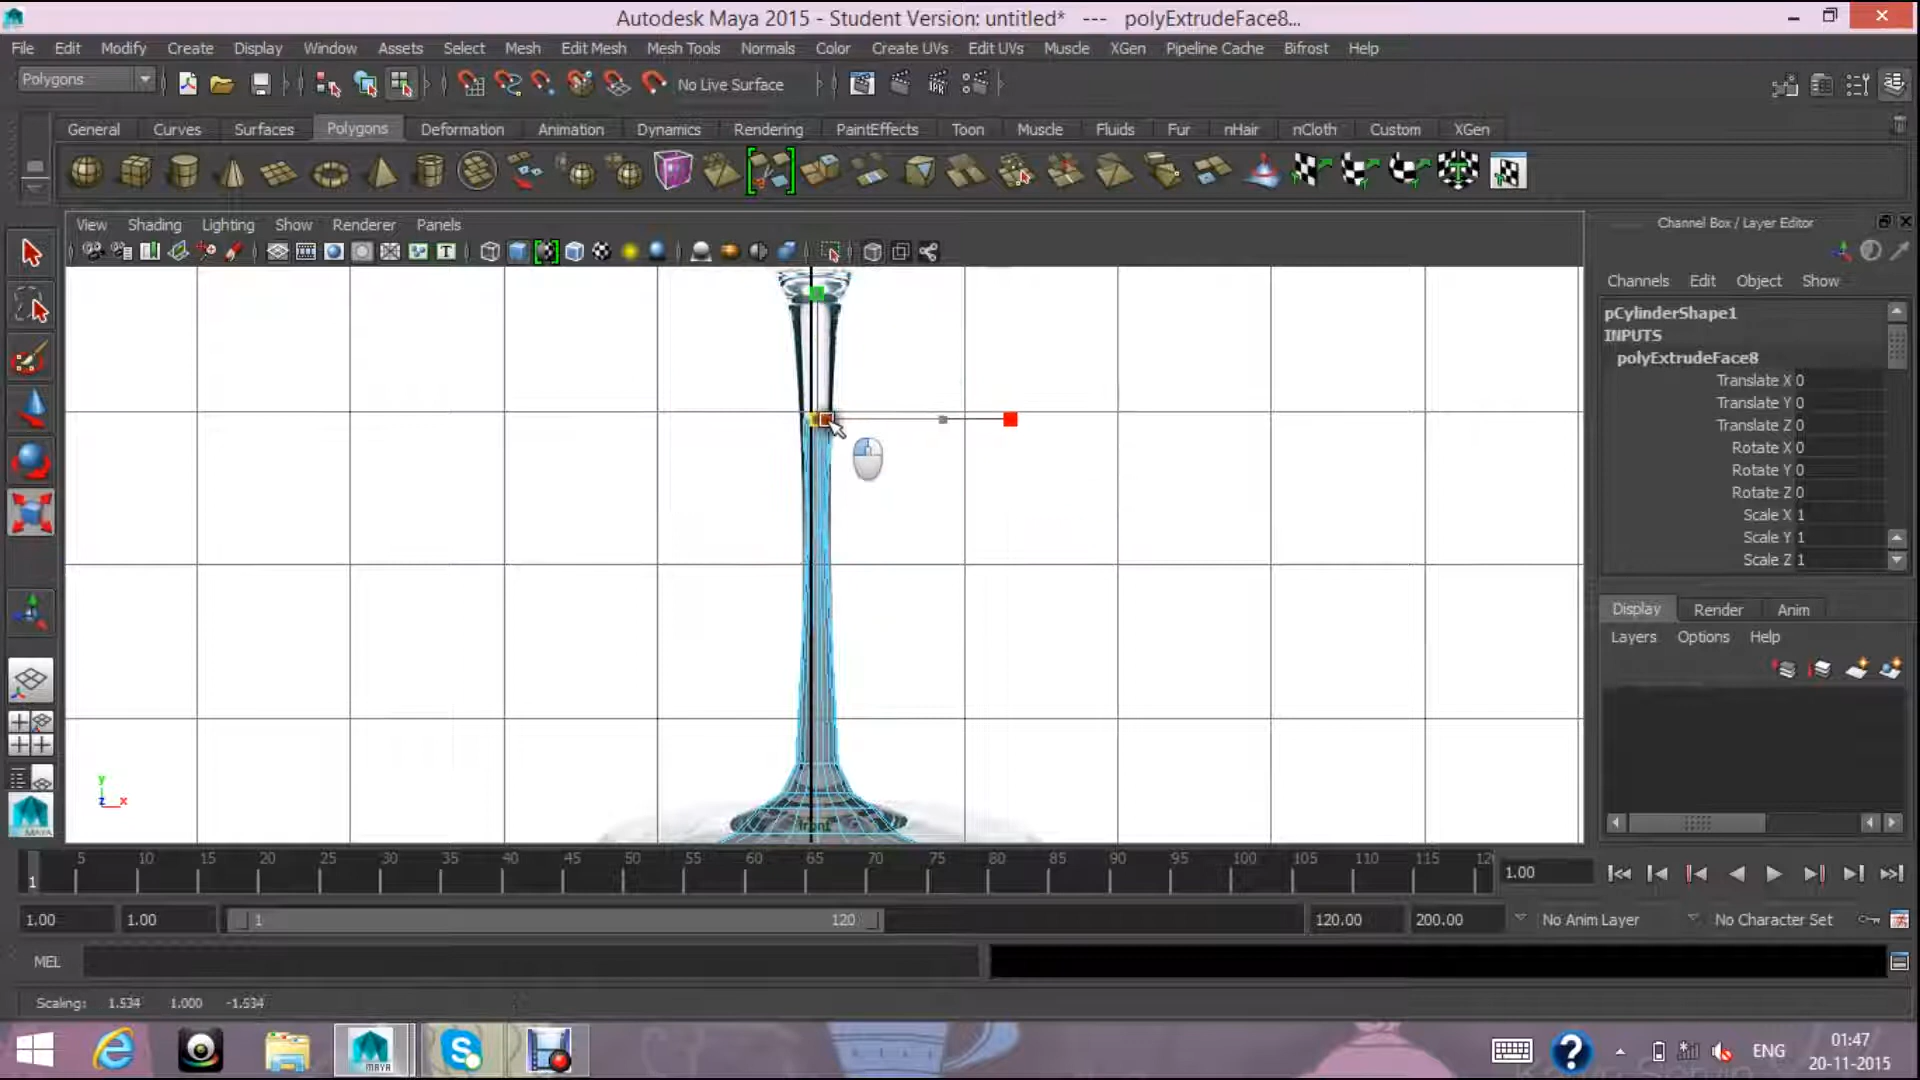 Autodesk Maya 2015 - Student Version: untitled* --- polyExtrudeFace8...
File Edit Modify Create Display Window Assets Select Mesh Edit Mesh Mesh Tools Normals Color Create UVs Edit UVs Muscle XGen Pipeline Cache Bifrost Help
Polygons No Live Surface
General Curves Surfaces Polygons Deformation Animation Dynamics Rendering PaintEffects Toon Muscle Fluids Fur nHair nCloth Custom XGen
View Shading Lighting Show Renderer Panels
Channel Box / Layer Editor
Channels Edit Object Show
pCylinderShape1
INPUTS
polyExtrudeFace8
Translate X 0
Translate Y 0
Translate Z 0
Rotate X 0
Rotate Y 0
Rotate Z 0
Scale X 1
Scale Y 1
Scale Z 1
Display Render Anim
Layers Options Help
y
z x
front
MAYA
5 10 15 20 25 30 35 40 45 50 55 60 65 70 75 80 85 90 95 100 105 110 115 12
1 1.00
1.00 1.00 1 120 120.00 200.00 No Anim Layer No Character Set
MEL
Scaling: 1.534 1.000 -1.534
MAYA
ENG
01:47
20-11-2015